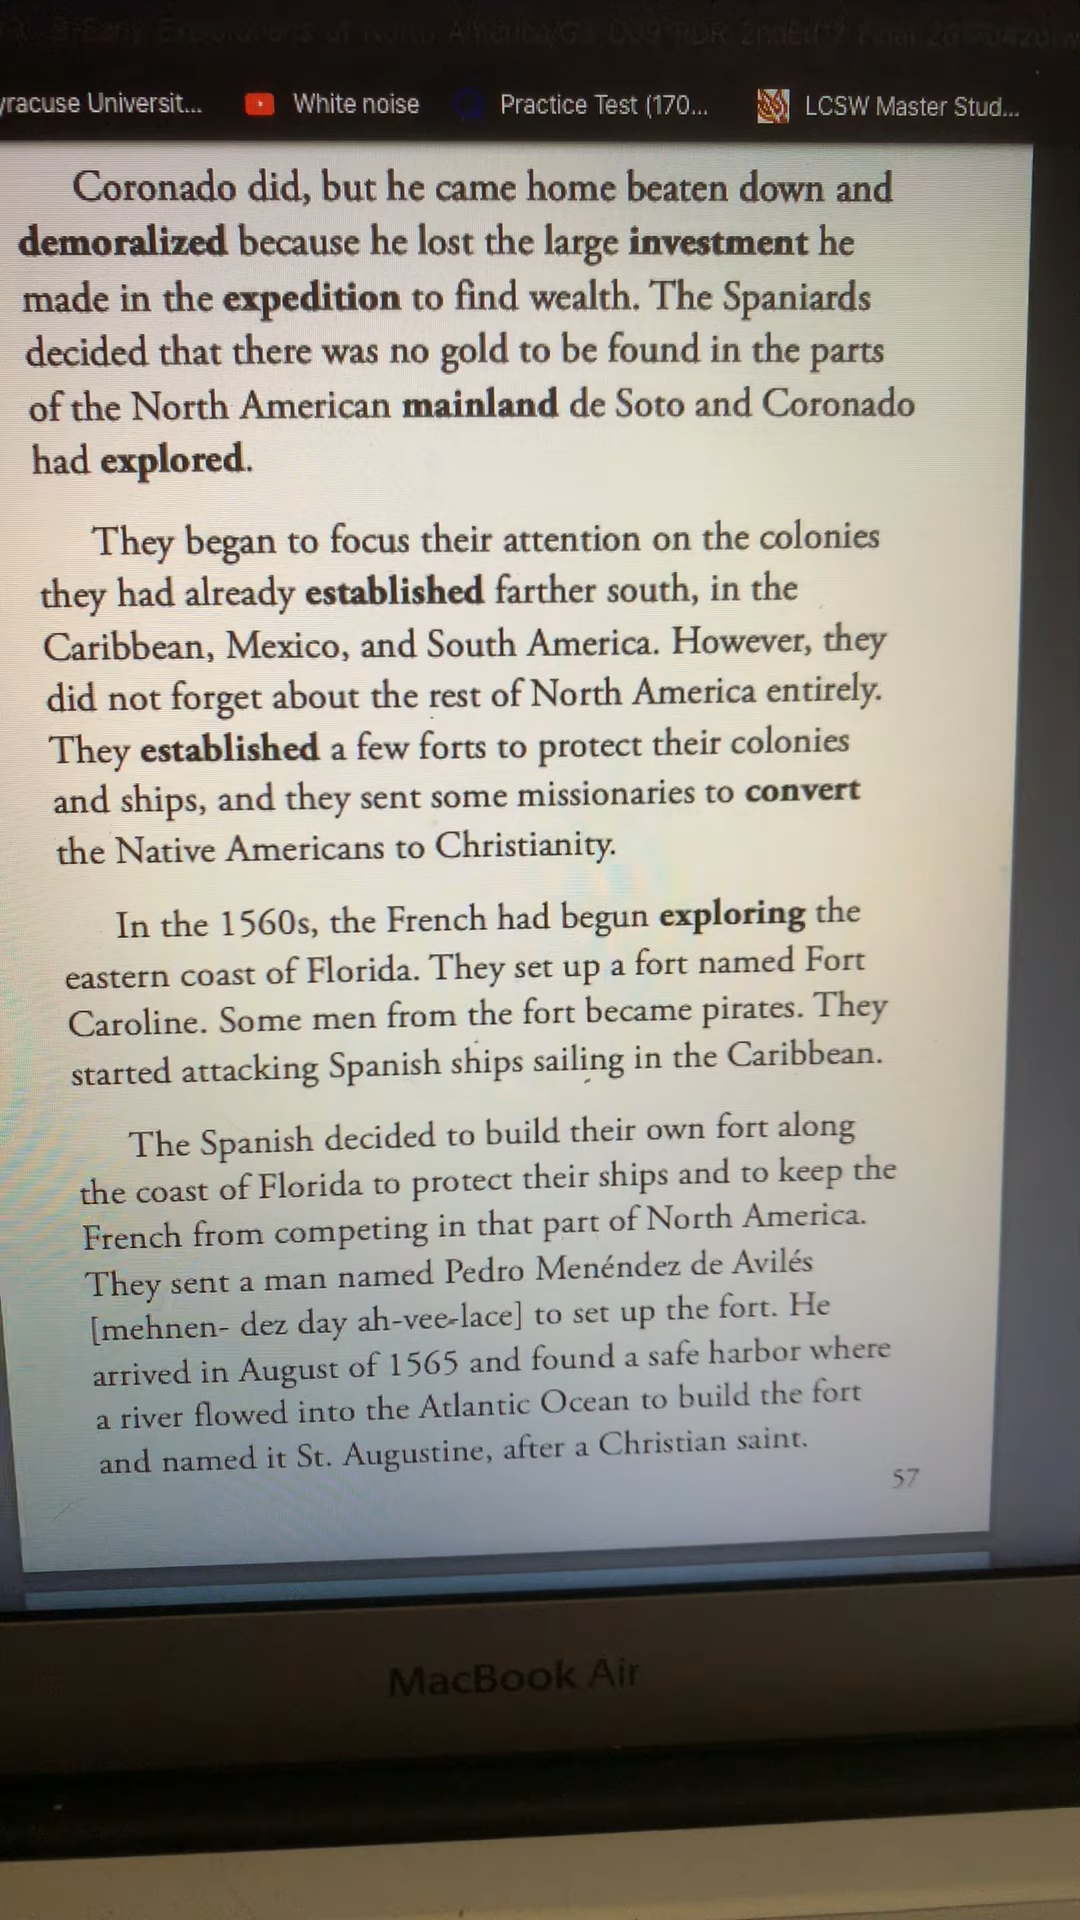 Early Explorations of North America/G3
yracuse Universit...
White noise
Practice Test (170...
LCSW Master Stud...
Coronado did, but he came home beaten down and
demoralized because he lost the large investment he
made in the expedition to find wealth. The Spaniards
decided that there was no gold to be found in the parts
of the North American mainland de Soto and Coronado
had explored.
They began to focus their attention on the colonies
they had already established farther south, in the
Caribbean, Mexico, and South America. However, they
did not forget about the rest of North America entirely.
They established a few forts to protect their colonies
and ships, and they sent some missionaries to convert
the Native Americans to Christianity.
In the 1560s, the French had begun exploring the
eastern coast of Florida. They set up a fort named Fort
Caroline. Some men from the fort became pirates. They
started attacking Spanish ships sailing in the Caribbean.
The Spanish decided to build their own fort along
the coast of Florida to protect their ships and to keep the
French from competing in that part of North America.
They sent a man named Pedro Menéndez de Avilés
[mehnen- dez day ah-vee-lace] to set up the fort. He
arrived in August of 1565 and found a safe harbor where
a river flowed into the Atlantic Ocean to build the fort
and named it St. Augustine, after a Christian saint.
57
MacBook Air